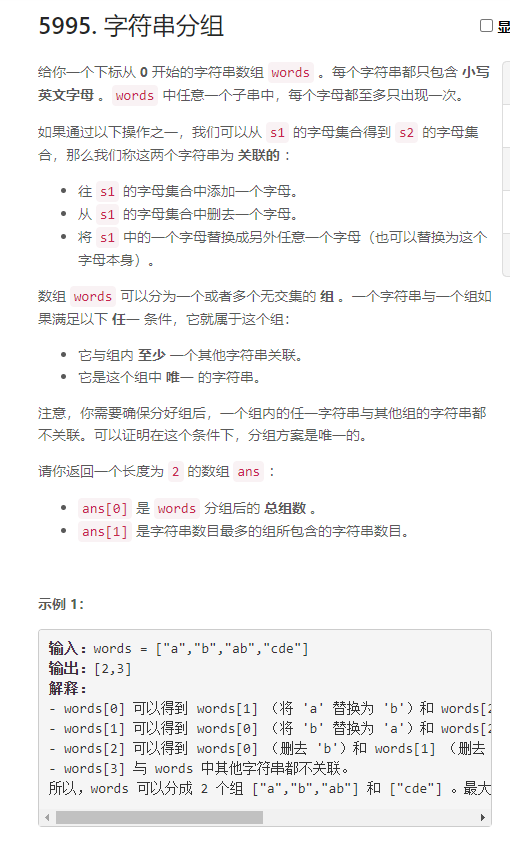 5995. 字符串分组
显
给你一个下标从 0 开始的字符串数组 words 。每个字符串都只包含 小写
英文字母 。words 中任意一个子串中，每个字母都至多只出现一次。
如果通过以下操作之一，我们可以从 s1 的字母集合得到 s2 的字母集
合，那么我们称这两个字符串为 关联的 ：
• 往 s1 的字母集合中添加一个字母。
• 从 s1 的字母集合中删去一个字母。
• 将 s1 中的一个字母替换成另外任意一个字母（也可以替换为这个
字母本身）。
数组 words 可以分为一个或者多个无交集的 组 。一个字符串与一个组如
果满足以下 任一 条件，它就属于这个组：
• 它与组内 至少 一个其他字符串关联。
• 它是这个组中 唯一 的字符串。
注意，你需要确保分好组后，一个组内的任一字符串与其他组的字符串都
不关联。可以证明在这个条件下，分组方案是唯一的。
请你返回一个长度为 2 的数组 ans ：
• ans[0] 是 words 分组后的 总组数 。
• ans[1] 是字符串数目最多的组所包含的字符串数目。
示例 1：
输入：words = ["a","b","ab","cde"]
输出：[2,3]
解释：
- words[0] 可以得到 words[1] （将 'a' 替换为 'b'）和 words[2
- words[1] 可以得到 words[0] （将 'b' 替换为 'a'）和 words[2
- words[2] 可以得到 words[0] （删去 'b'）和 words[1] （删去
- words[3] 与 words 中其他字符串都不关联。
所以，words 可以分成 2 个组 ["a","b","ab"] 和 ["cde"] 。最大